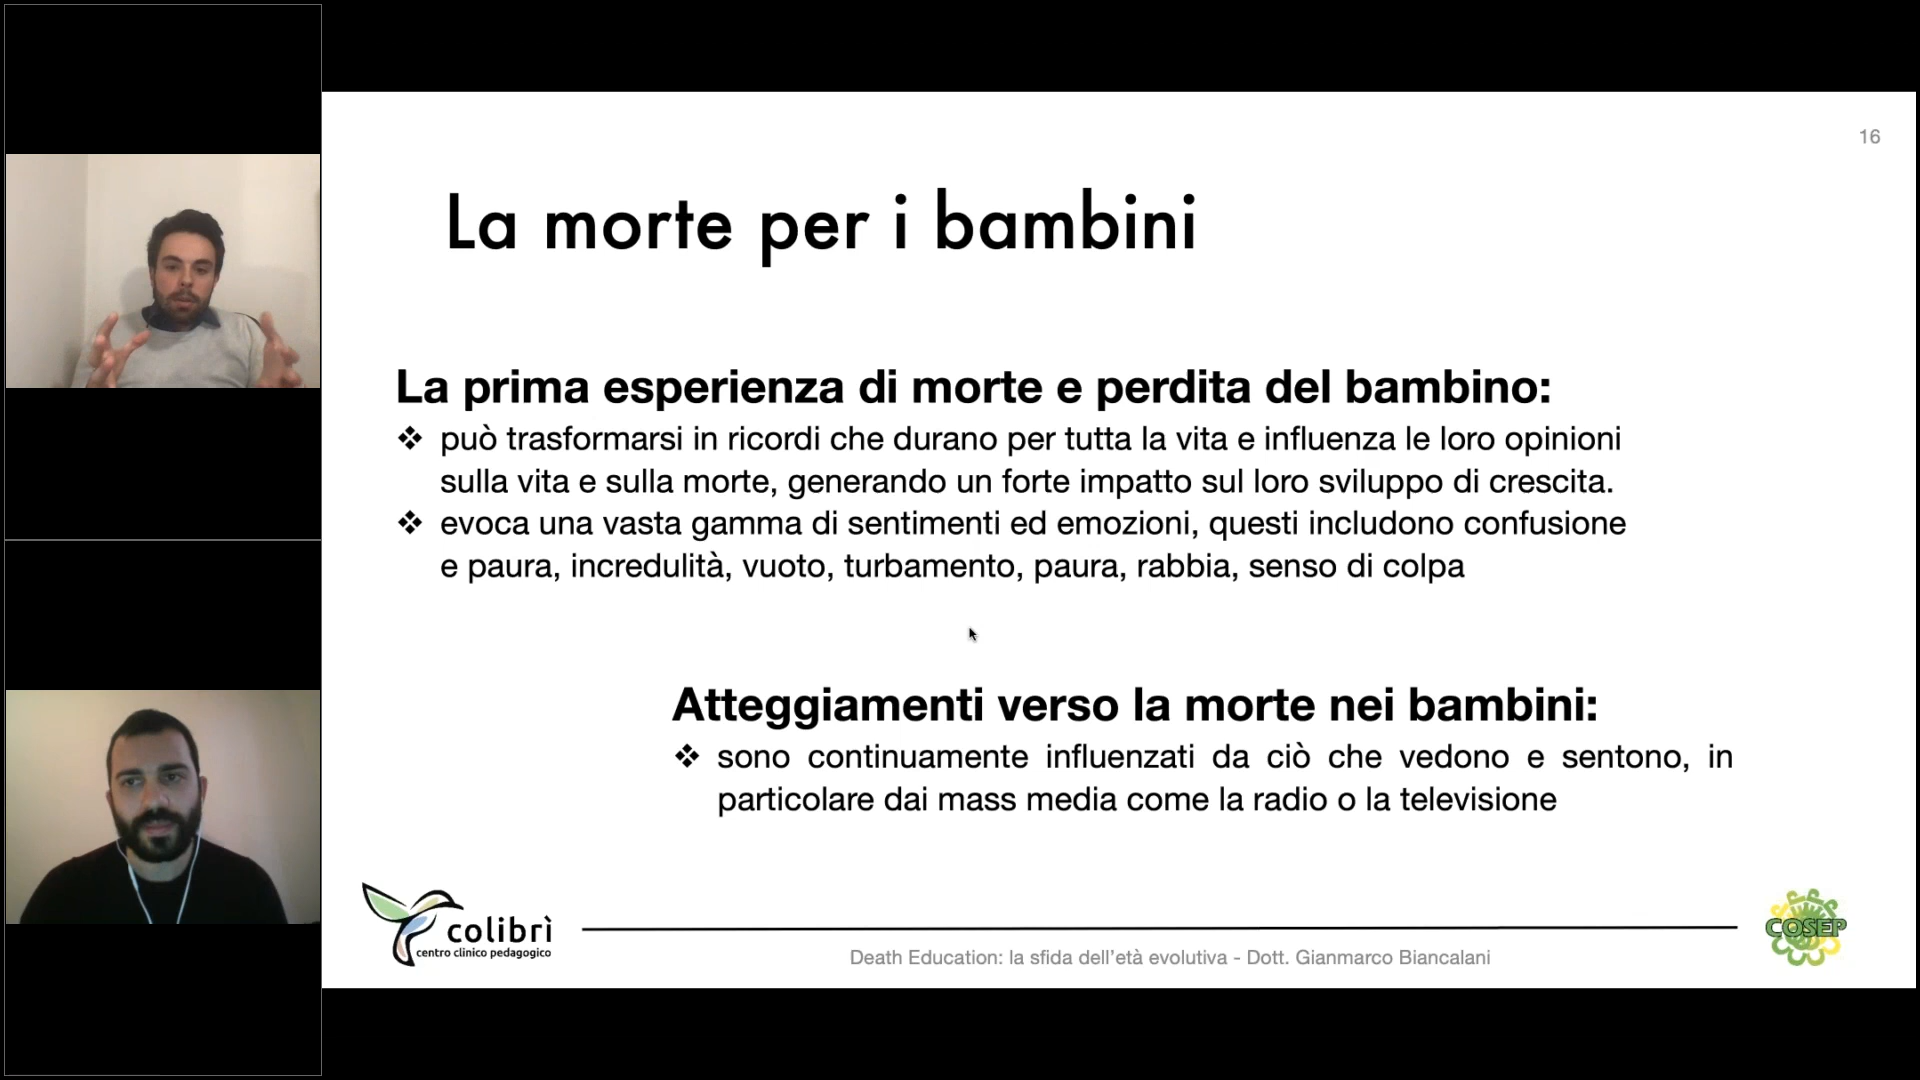 16
La morte per i bambini
La prima esperienza di morte e perdita del bambino:
❖ può trasformarsi in ricordi che durano per tutta la vita e influenza le loro opinioni
sulla vita e sulla morte, generando un forte impatto sul loro sviluppo di crescita.
❖ evoca una vasta gamma di sentimenti ed emozioni, questi includono confusione
e paura, incredulità, vuoto, turbamento, paura, rabbia, senso di colpa
Atteggiamenti verso la morte nei bambini:
❖ sono continuamente influenzati da ciò che vedono e sentono, in
particolare dai mass media come la radio o la televisione
colibrì
centro clinico pedagogico
Death Education: la sfida dell'età evolutiva - Dott. Gianmarco Biancalani
COSEP